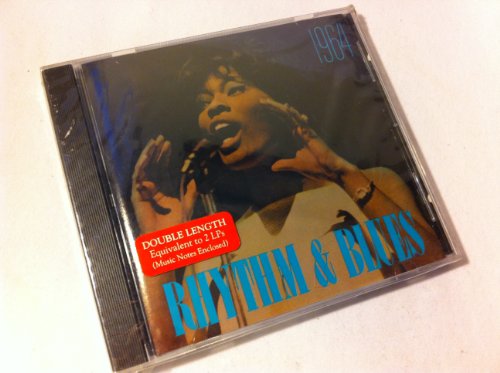 1964
DOUBLE LENGTH
Equivalent to 2 LPs
(Music Notes Enclosed)
RHYTHM & BLUES